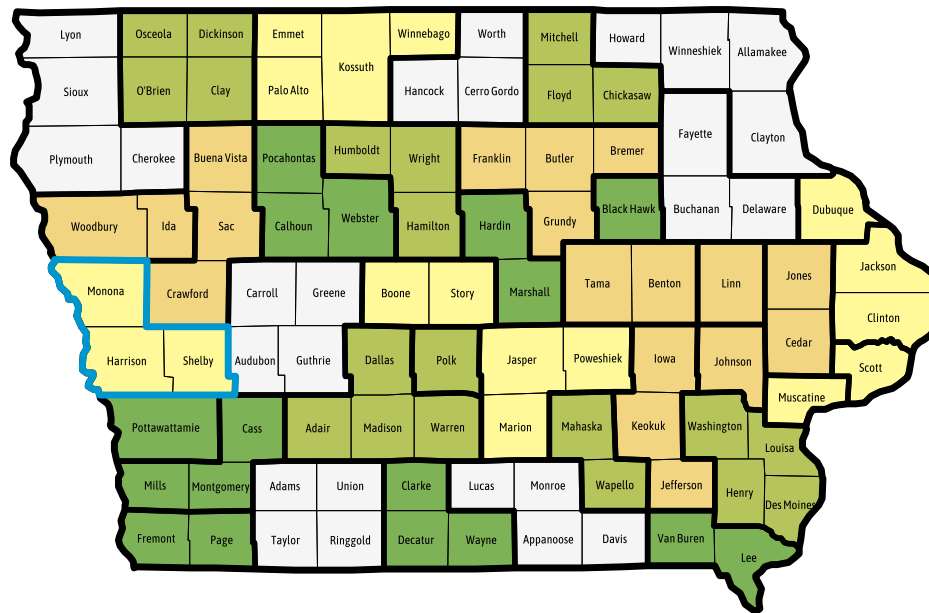 Lyon
Osceola
Dickinson
Emmet
Winnebago
Worth
Mitchell
Howard
Winneshiek
Allamakee
Kossuth
Sioux
O'Brien
Clay
Palo Alto
Hancock
Cerro Gordo
Floyd
Chickasaw
Fayette
Clayton
Plymouth
Cherokee
Buena Vista
Pocahontas
Humboldt
Wright
Franklin
Butler
Bremer
Woodbury
Ida
Sac
Calhoun
Webster
Hamilton
Hardin
Grundy
Black Hawk
Buchanan
Delaware
Dubuque
Monona
Crawford
Carroll
Greene
Boone
Story
Marshall
Tama
Benton
Linn
Jones
Jackson
Clinton
Harrison
Shelby
Audubon
Guthrie
Dallas
Polk
Jasper
Poweshiek
Iowa
Johnson
Cedar
Scott
Muscatine
Pottawattamie
Cass
Adair
Madison
Warren
Marion
Mahaska
Keokuk
Washington
Louisa
Mills
Montgomery
Adams
Union
Clarke
Lucas
Monroe
Wapello
Jefferson
Henry
Des Moines
Fremont
Page
Taylor
Ringgold
Decatur
Wayne
Appanoose
Davis
Van Buren
Lee